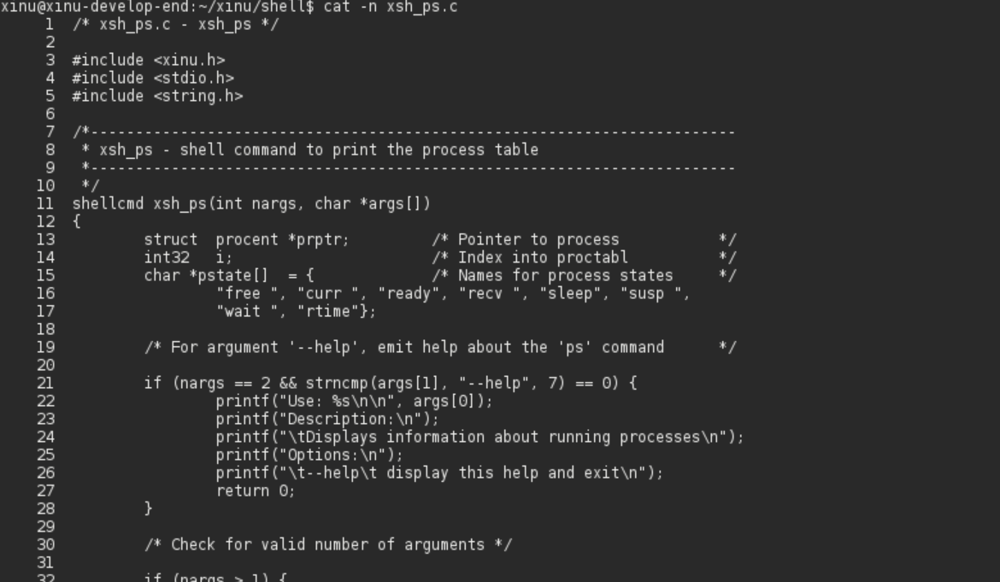 xinu@xinu-develop-end:~/xinu/shell$ cat -n xsh_ps.c
     1  /* xsh_ps.c - xsh_ps */
     2
     3  #include <xinu.h>
     4  #include <stdio.h>
     5  #include <string.h>
     6
     7  /*------------------------------------------------------------------------
     8   * xsh_ps - shell command to print the process table
     9   *------------------------------------------------------------------------
    10   */
    11  shellcmd xsh_ps(int nargs, char *args[])
    12  {
    13          struct  procent *prptr;         /* Pointer to process           */
    14          int32   i;                      /* Index into proctabl          */
    15          char *pstate[]  = {             /* Names for process states     */
    16                  "free ", "curr ", "ready", "recv ", "sleep", "susp ",
    17                  "wait ", "rtime"};
    18
    19          /* For argument '--help', emit help about the 'ps' command      */
    20
    21          if (nargs == 2 && strncmp(args[1], "--help", 7) == 0) {
    22                  printf("Use: %s\n\n", args[0]);
    23                  printf("Description:\n");
    24                  printf("\tDisplays information about running processes\n");
    25                  printf("Options:\n");
    26                  printf("\t--help\t display this help and exit\n");
    27                  return 0;
    28          }
    29
    30          /* Check for valid number of arguments */
    31
    32          if (nargs > 1) {